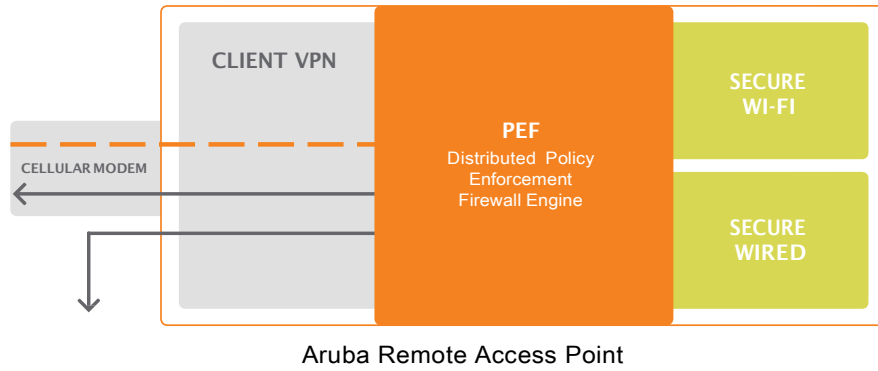 CLIENT VPN
CELLULAR MODEM
PEF
Distributed Policy
Enforcement
Firewall Engine
SECURE
WI-FI
SECURE
WIRED
Aruba Remote Access Point